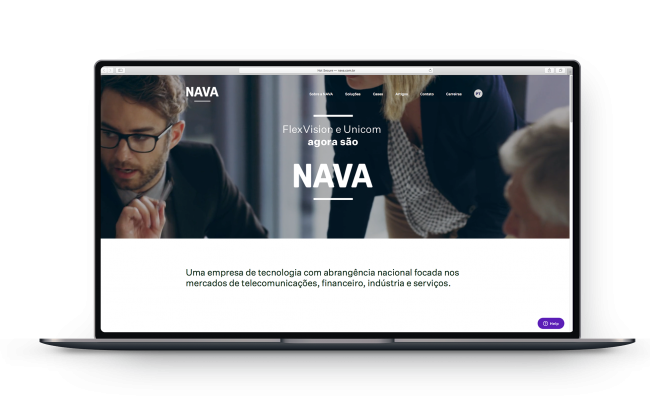 NAVA
Sobre a NAVA Soluções Cases Artigos Contato Carreiras PT
FlexVision e Unicom
agora são
NAVA
Uma empresa de tecnologia com abrangência nacional focada nos
mercados de telecomunicações, financeiro, indústria e serviços.
Help